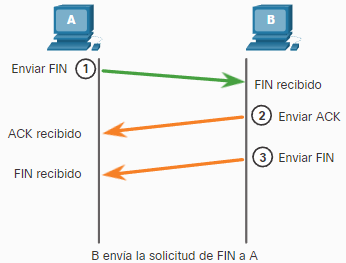 A
B
Enviar FIN 1
FIN recibido
2 Enviar ACK
ACK recibido
3 Enviar FIN
FIN recibido
B envía la solicitud de FIN a A